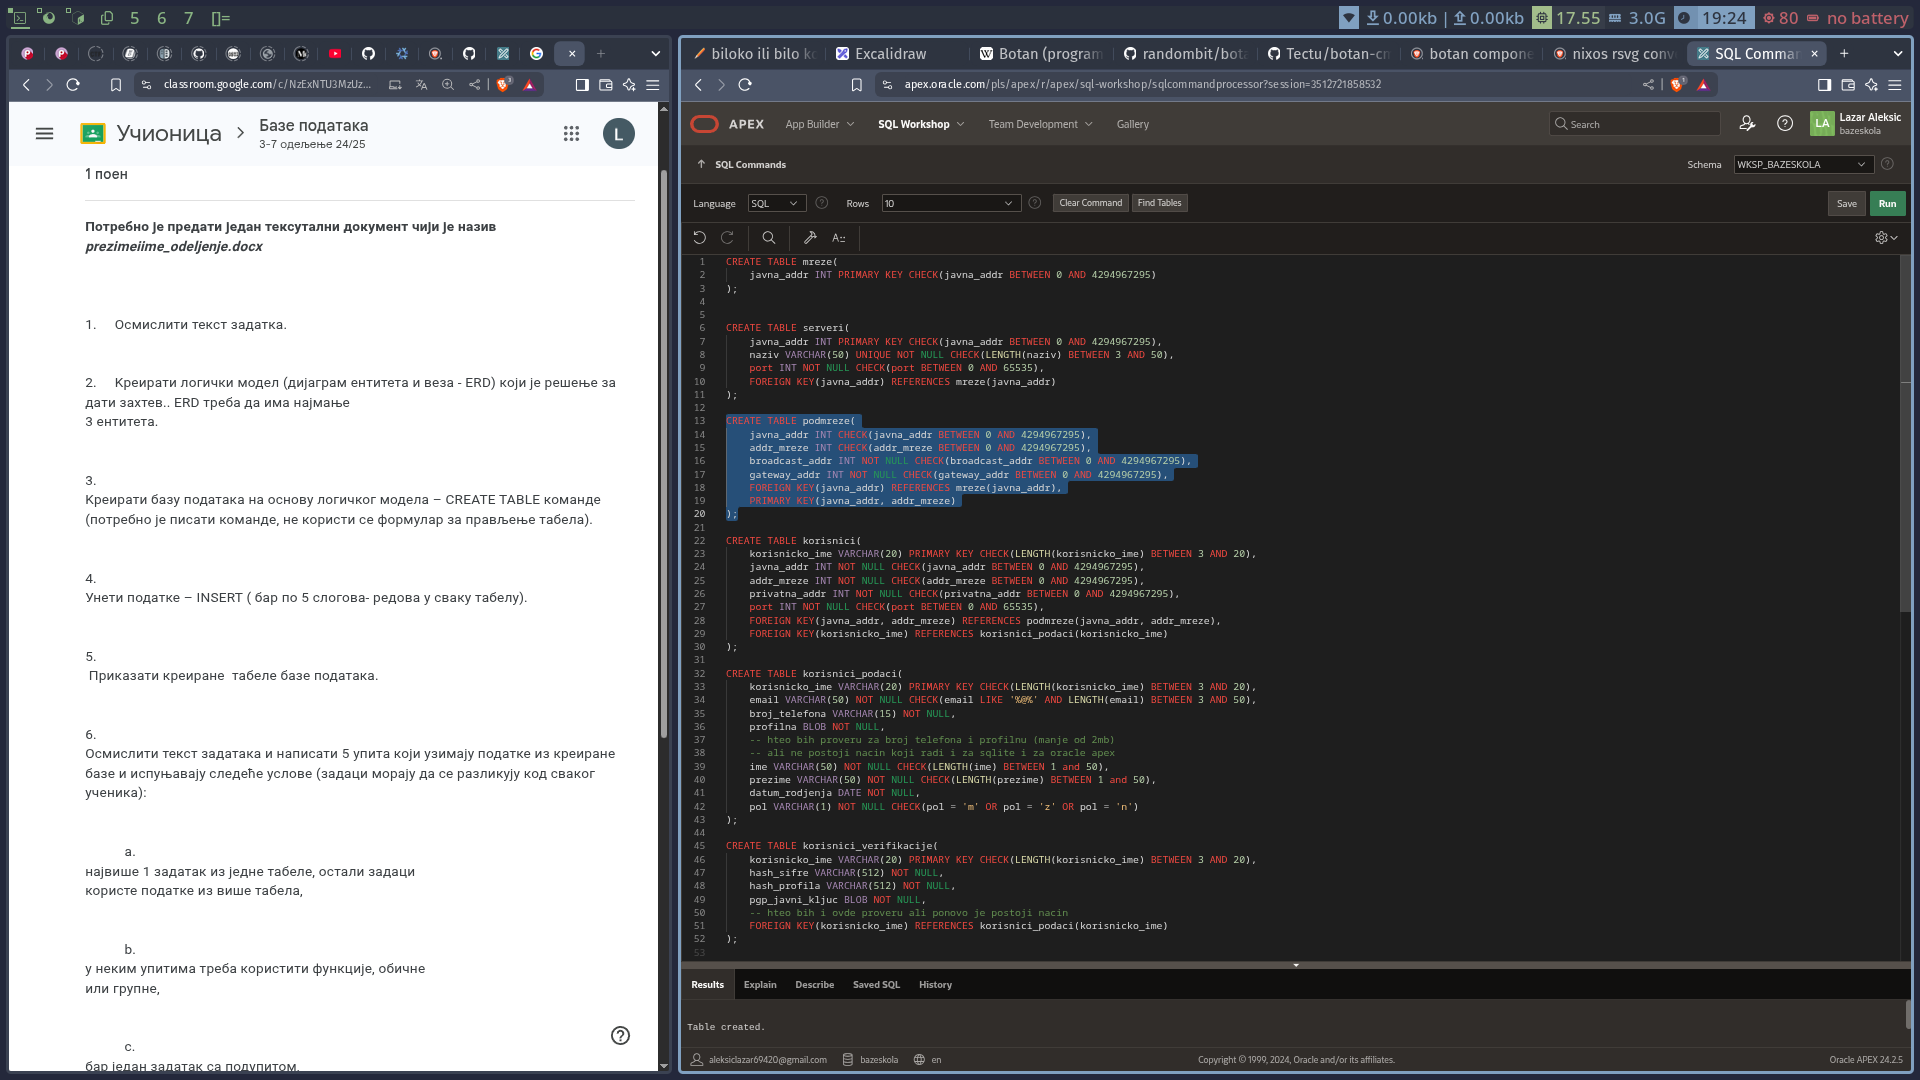 5 6 7 []=
0.00kb | 0.00kb 17.55 3.0G 19:24 80 no battery
classroom.google.com/c/NzExNTU3MzUz...
Учионица
Базе података
3-7 одељење 24/25
L
1 поен
Потребно је предати један текстуални документ чији је назив
prezimeiime_odeljenje.docx
1. Осмислити текст задатка.
2. Креирати логички модел (дијаграм ентитета и веза - ERD) који је решење за
дати захтев.. ERD треба да има најмање
3 ентитета.
3.
Креирати базу података на основу логичког модела – CREATE TABLE команде
(потребно је писати команде, не користи се формулар за прављење табела).
4.
Унети податке – INSERT ( бар по 5 слогова- редова у сваку табелу).
5.
Приказати креиране  табеле базе података.
6.
Осмислити текст задатака и написати 5 упита који узимају податке из креиране
базе и испуњавају следеће услове (задаци морају да се разликују код сваког
ученика):
a.
највише 1 задатак из једне табеле, остали задаци
користе податке из више табела,
b.
у неким упитима треба користити функције, обичне
или групне,
c.
бар један задатак са подупитом.
biloko ili bilo k Excalidraw Botan (program randombit/bota Tectu/botan-cm botan compone nixos rsvg conv SQL Comman
apex.oracle.com/pls/apex/r/apex/sql-workshop/sqlcommandprocessor?session=3512721858532
APEX App Builder SQL Workshop Team Development Gallery Search LA Lazar Aleksic
bazeskola
SQL Commands Schema WKSP_BAZESKOLA
Language SQL Rows 10 Clear Command Find Tables Save Run
1 CREATE TABLE mreze(
2 javna_addr INT PRIMARY KEY CHECK(javna_addr BETWEEN 0 AND 4294967295)
3 );
4
5
6 CREATE TABLE serveri(
7 javna_addr INT PRIMARY KEY CHECK(javna_addr BETWEEN 0 AND 4294967295),
8 naziv VARCHAR(50) UNIQUE NOT NULL CHECK(LENGTH(naziv) BETWEEN 3 AND 50),
9 port INT NOT NULL CHECK(port BETWEEN 0 AND 65535),
10 FOREIGN KEY(javna_addr) REFERENCES mreze(javna_addr)
11 );
12
13 CREATE TABLE podmreze(
14 javna_addr INT CHECK(javna_addr BETWEEN 0 AND 4294967295),
15 addr_mreze INT CHECK(addr_mreze BETWEEN 0 AND 4294967295),
16 broadcast_addr INT NOT NULL CHECK(broadcast_addr BETWEEN 0 AND 4294967295),
17 gateway_addr INT NOT NULL CHECK(gateway_addr BETWEEN 0 AND 4294967295),
18 FOREIGN KEY(javna_addr) REFERENCES mreze(javna_addr),
19 PRIMARY KEY(javna_addr, addr_mreze)
20 );
21
22 CREATE TABLE korisnici(
23 korisnicko_ime VARCHAR(20) PRIMARY KEY CHECK(LENGTH(korisnicko_ime) BETWEEN 3 AND 20),
24 javna_addr INT NOT NULL CHECK(javna_addr BETWEEN 0 AND 4294967295),
25 addr_mreze INT NOT NULL CHECK(addr_mreze BETWEEN 0 AND 4294967295),
26 privatna_addr INT NOT NULL CHECK(privatna_addr BETWEEN 0 AND 4294967295),
27 port INT NOT NULL CHECK(port BETWEEN 0 AND 65535),
28 FOREIGN KEY(javna_addr, addr_mreze) REFERENCES podmreze(javna_addr, addr_mreze),
29 FOREIGN KEY(korisnicko_ime) REFERENCES korisnici_podaci(korisnicko_ime)
30 );
31
32 CREATE TABLE korisnici_podaci(
33 korisnicko_ime VARCHAR(20) PRIMARY KEY CHECK(LENGTH(korisnicko_ime) BETWEEN 3 AND 20),
34 email VARCHAR(50) NOT NULL CHECK(email LIKE '%@%' AND LENGTH(email) BETWEEN 3 AND 50),
35 broj_telefona VARCHAR(15) NOT NULL,
36 profilna BLOB NOT NULL,
37 -- hteo bih proveru za broj telefona i profilnu (manje od 2mb)
38 -- ali ne postoji nacin koji radi i za sqlite i za oracle apex
39 ime VARCHAR(50) NOT NULL CHECK(LENGTH(ime) BETWEEN 1 and 50),
40 prezime VARCHAR(50) NOT NULL CHECK(LENGTH(prezime) BETWEEN 1 and 50),
41 datum_rodjenja DATE NOT NULL,
42 pol VARCHAR(1) NOT NULL CHECK(pol = 'm' OR pol = 'z' OR pol = 'n')
43 );
44
45 CREATE TABLE korisnici_verifikacije(
46 korisnicko_ime VARCHAR(20) PRIMARY KEY CHECK(LENGTH(korisnicko_ime) BETWEEN 3 AND 20),
47 hash_sifre VARCHAR(512) NOT NULL,
48 hash_profila VARCHAR(512) NOT NULL,
49 pgp_javni_kljuc BLOB NOT NULL,
50 -- hteo bih i ovde proveru ali ponovo je postoji nacin
51 FOREIGN KEY(korisnicko_ime) REFERENCES korisnici_podaci(korisnicko_ime)
52 );
53
Results Explain Describe Saved SQL History
Table created.
aleksiclazar69420@gmail.com bazeskola en Copyright © 1999, 2024, Oracle and/or its affiliates. Oracle APEX 24.2.5